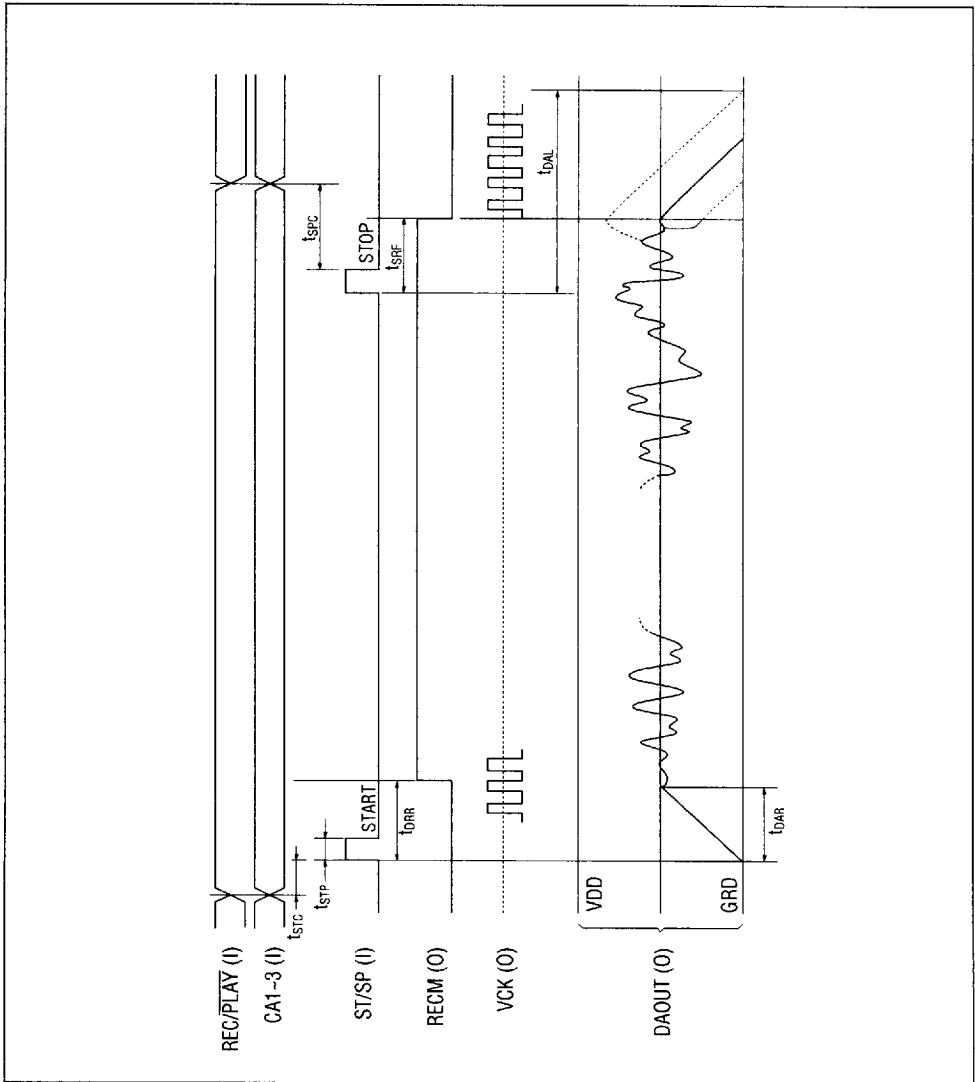 REC/PLAY (I)
CA1~3 (I)
ST/SP (I)
RECM (O)
VCK (O)
DAOUT (O)
VDD
GRD
tSTC
tSTP
START
tDRR
tDAR
tSPC
STOP
tSRF
tDAL